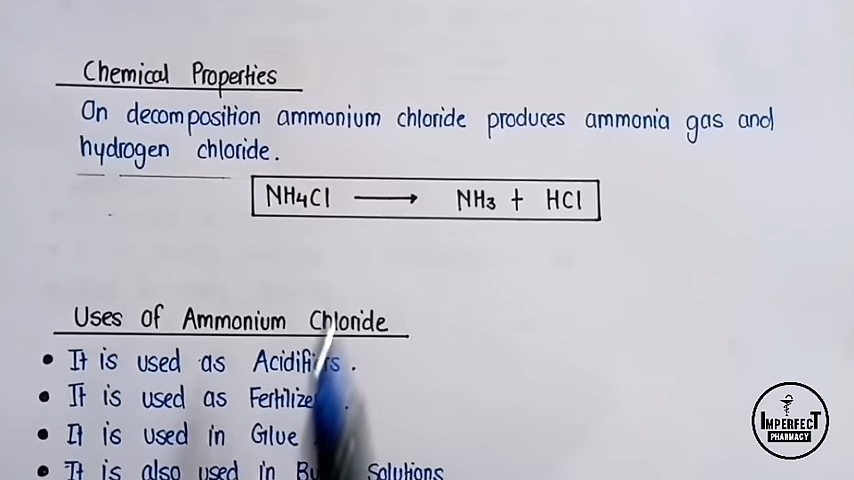 Chemical Properties
On decomposition ammonium chloride produces ammonia gas and
hydrogen chloride.
NH4Cl ⟶ NH3 + HCl
Uses of Ammonium Chloride
• It is used as .
• It is used as .
• It is used in Glue .
• It is also used in Solutions
IMPERFECT
PHARMACY